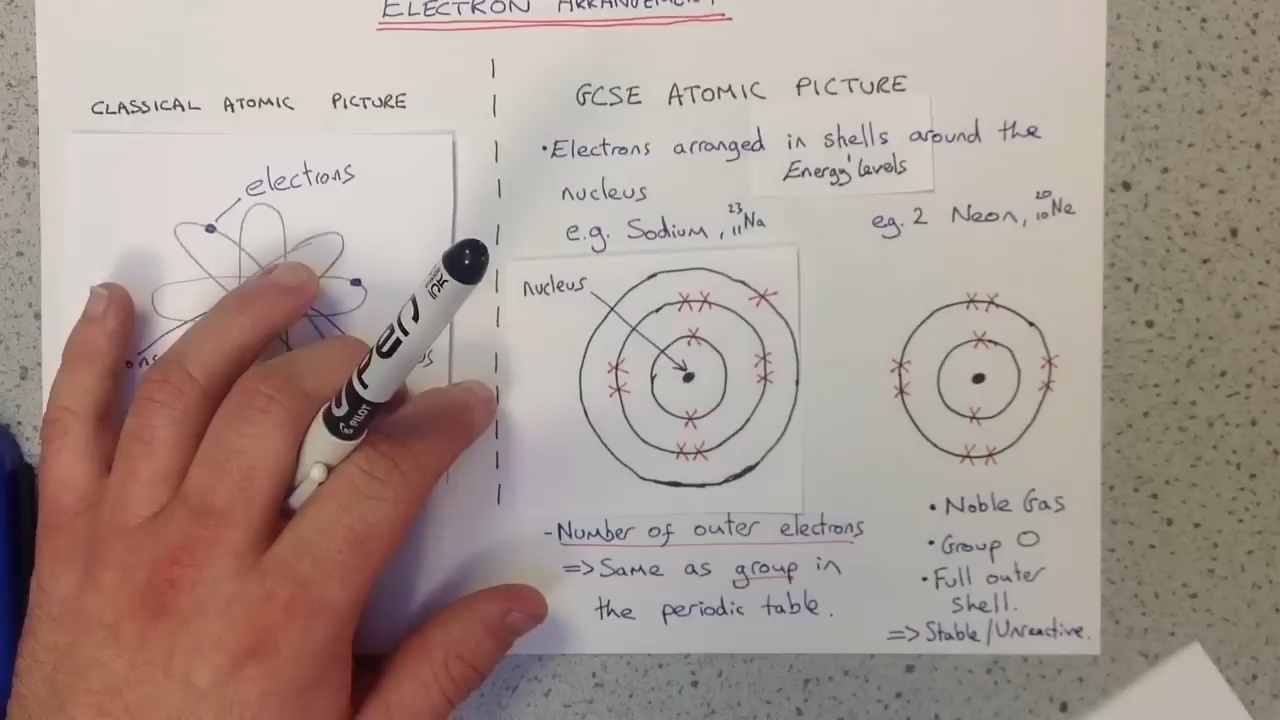 ELECTRON ARRANGEMENT
CLASSICAL ATOMIC PICTURE
electrons
GCSE ATOMIC PICTURE
• Electrons arranged in shells around the
Energy levels
nucleus
e.g. Sodium, 23 11 Na
nucleus
- Number of outer electrons
=> Same as group in
the periodic table.
eg. 2 Neon, 20 10 Ne
• Noble Gas
• Group O
• Full outer
shell.
=> Stable/Unreactive.
PILOT
ink